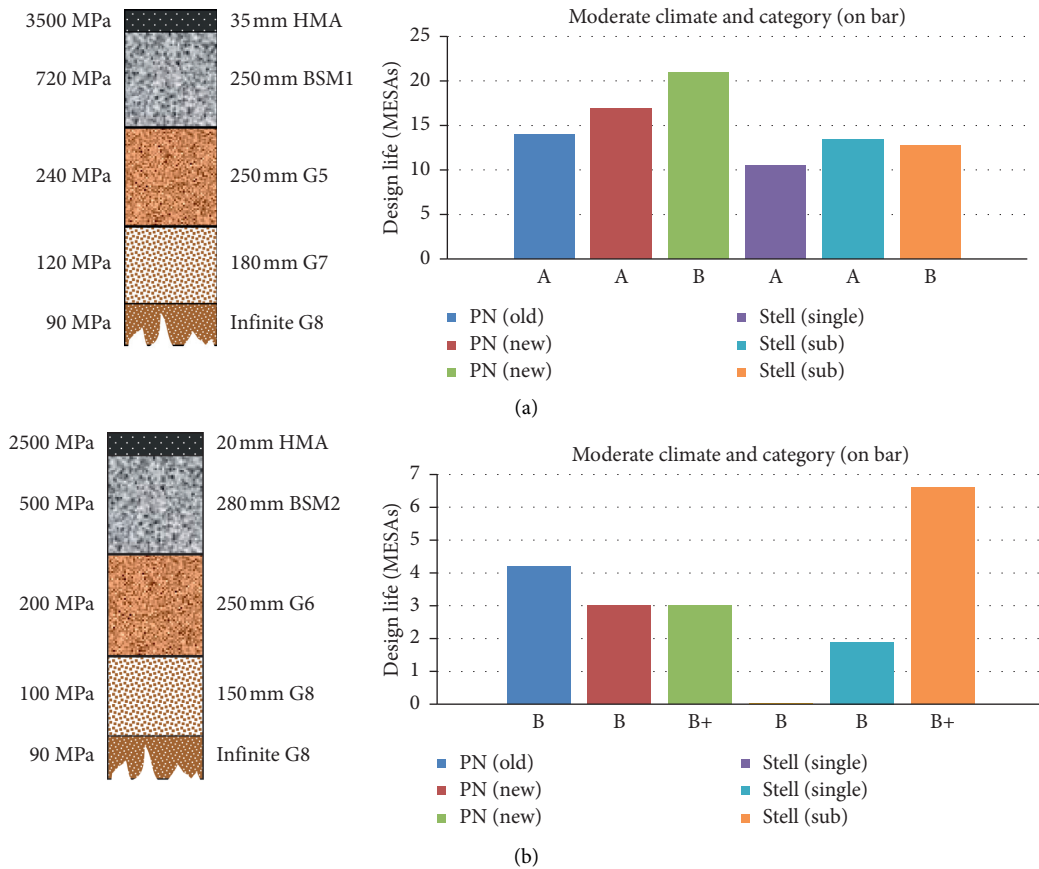 3500 MPa
35 mm HMA
720 MPa
250 mm BSM1
240 MPa
250 mm G5
120 MPa
180 mm G7
90 MPa
Infinite G8
Moderate climate and category (on bar)
Design life (MESAs)
25
20
15
10
5
0
A A B A A B
PN (old)
PN (new)
PN (new)
Stell (single)
Stell (sub)
Stell (sub)
(a)
2500 MPa
20 mm HMA
500 MPa
280 mm BSM2
200 MPa
250 mm G6
100 MPa
150 mm G8
90 MPa
Infinite G8
Moderate climate and category (on bar)
Design life (MESAs)
7
6
5
4
3
2
1
0
B B B+ B B B+
PN (old)
PN (new)
PN (new)
Stell (single)
Stell (single)
Stell (sub)
(b)